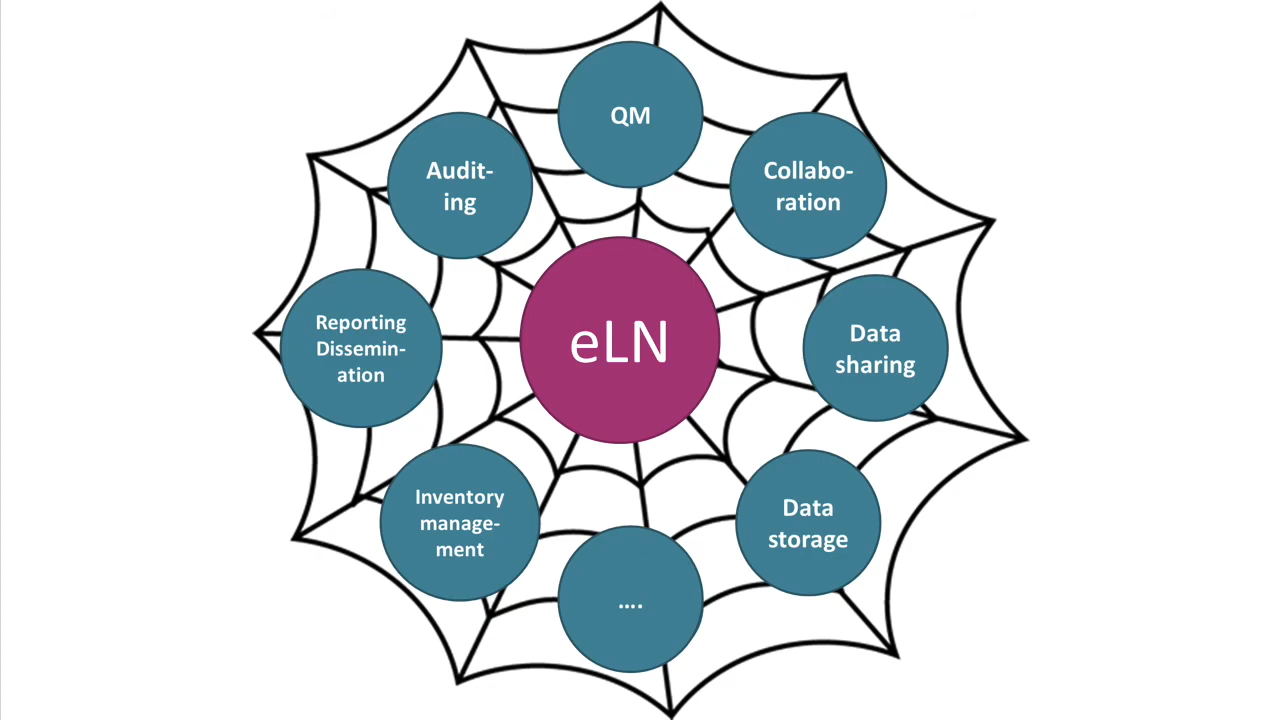 QM
Audit-
ing
Collabo-
ration
Reporting
Dissemin-
ation
eLN
Data
sharing
Inventory
manage-
ment
Data
storage
….